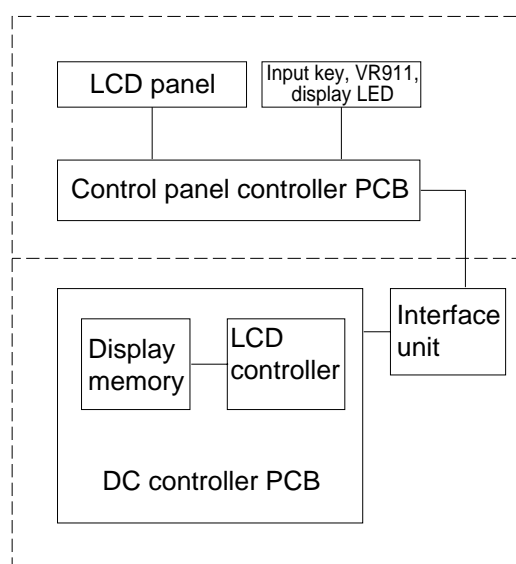 LCD panel
Input key, VR911,
display LED
Control panel controller PCB
Interface
unit
Display
memory
LCD
controller
DC controller PCB